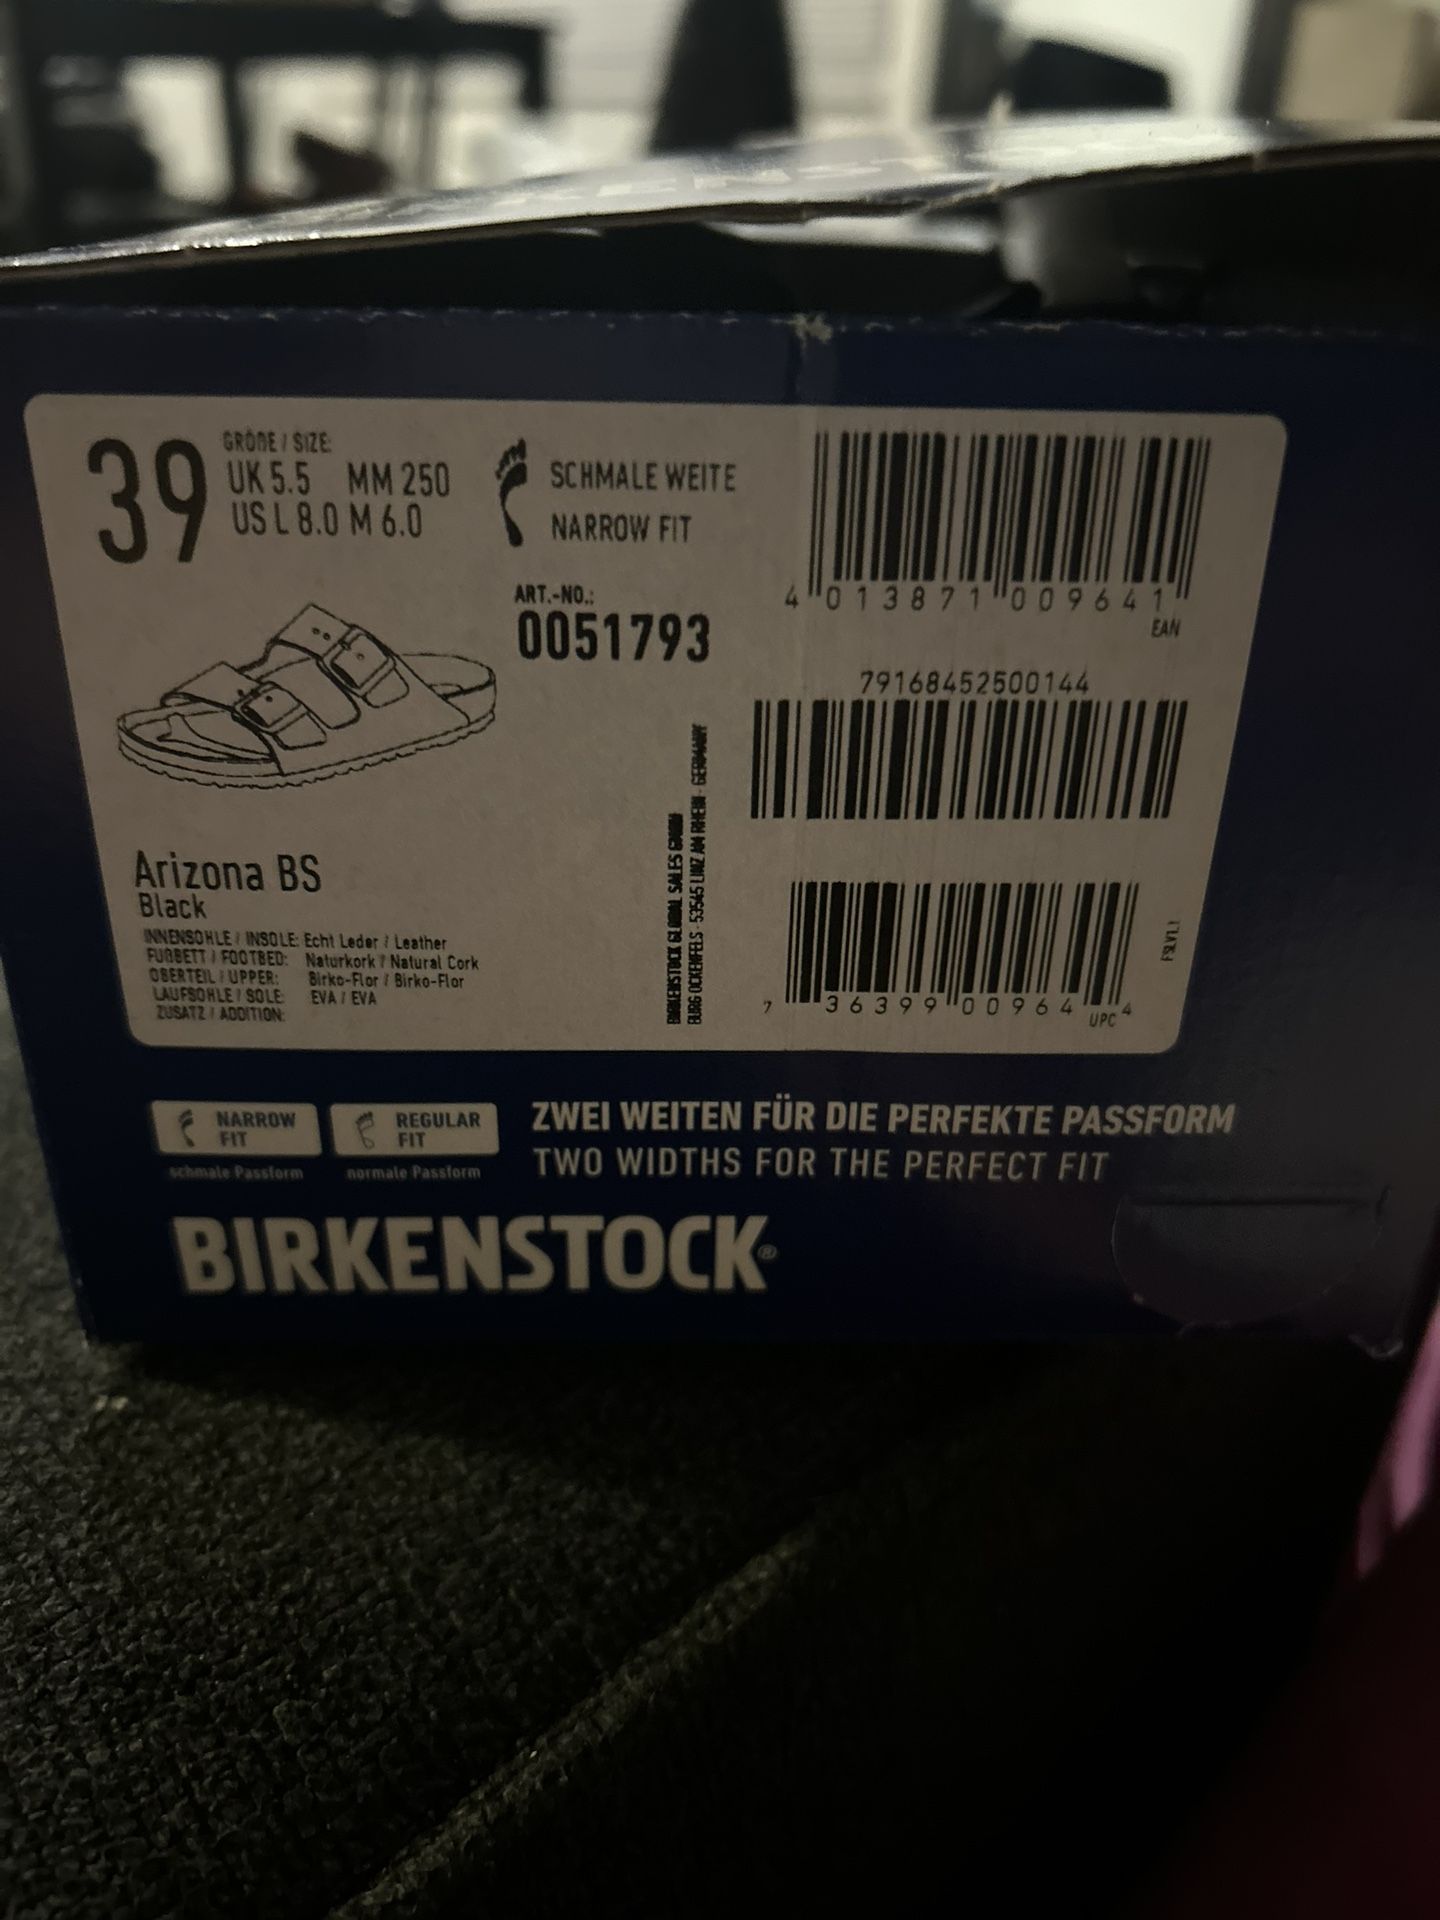 39
GRÖßE / SIZE:
UK 5.5 MM 250
US L 8.0 M 6.0
SCHMALE WEITE
NARROW FIT
ART.-NO.:
0051793
4 013871 009641
EAN
79168452500144
Arizona BS
Black
INNENSOHLE / INSOLE: Echt Leder / Leather
FUßBETT / FOOTBED: Naturkork / Natural Cork
OBERTEIL / UPPER: Birko-Flor / Birko-Flor
LAUFSOHLE / SOLE: EVA / EVA
ZUSATZ / ADDITION:
BIRKENSTOCK GLOBAL SALES GMBH
BURG OCKENFELS - 53545 LINZ AM RHEIN - GERMANY
FSLV1.1
7 36399 00964 4
UPC
NARROW FIT
schmale Passform
REGULAR FIT
normale Passform
ZWEI WEITEN FÜR DIE PERFEKTE PASSFORM
TWO WIDTHS FOR THE PERFECT FIT
BIRKENSTOCK®